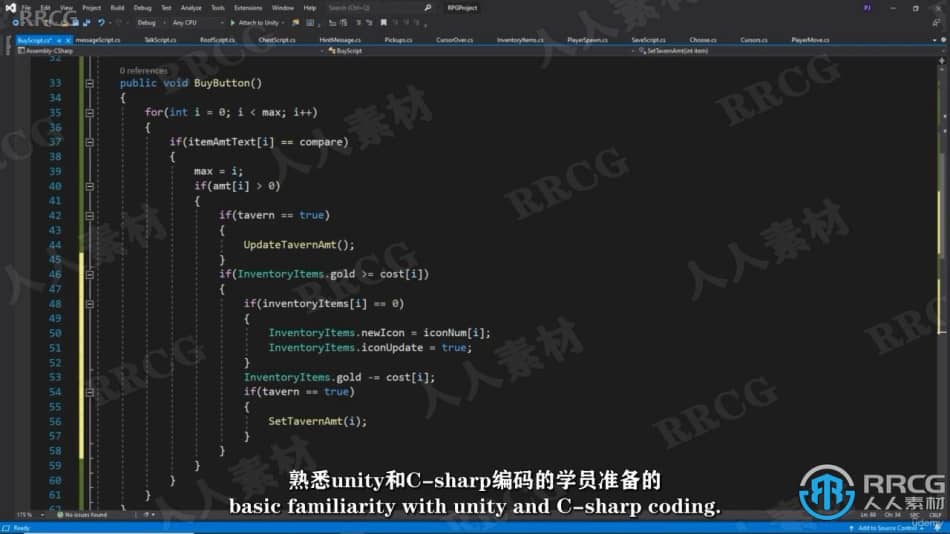 File Edit View Git Project Build Debug Test Analyze Tools Extensions Window Help Search (Ctrl+Q) RPGProject
Debug Any CPU Attach to Unity
BuyScript.cs* messageScript.cs TalkScript.cs RoofScript.cs ChestScript.cs HintMessage.cs Pickups.cs CursorOver.cs InventoryItems.cs PlayerSpawn.cs SaveScript.cs Choose.cs Cursors.cs PlayerMove.cs
Assembly-CSharp BuyScript SetTavernAmt(int item)
32
0 references
33 public void BuyButton()
34 {
35 for(int i = 0; i < max; i++)
36 {
37 if(itemAmtText[i] == compare)
38 {
39 max = i;
40 if(amt[i] > 0)
41 {
42 if(tavern == true)
43 {
44 UpdateTavernAmt();
45 }
46 if(InventoryItems.gold >= cost[i])
47 {
48 if(inventoryItems[i] == 0)
49 {
50 InventoryItems.newIcon = iconNum[i];
51 InventoryItems.iconUpdate = true;
52 }
53 InventoryItems.gold -= cost[i];
54 if(tavern == true)
55 {
56 SetTavernAmt(i);
57 }
58 }
59 }
60 }
61 }
熟悉unity和C-sharp编码的学员准备的
basic familiarity with unity and C-sharp coding.
RRCG
人人素材
udemy
175 % No issues found
Ready Add to Source Control